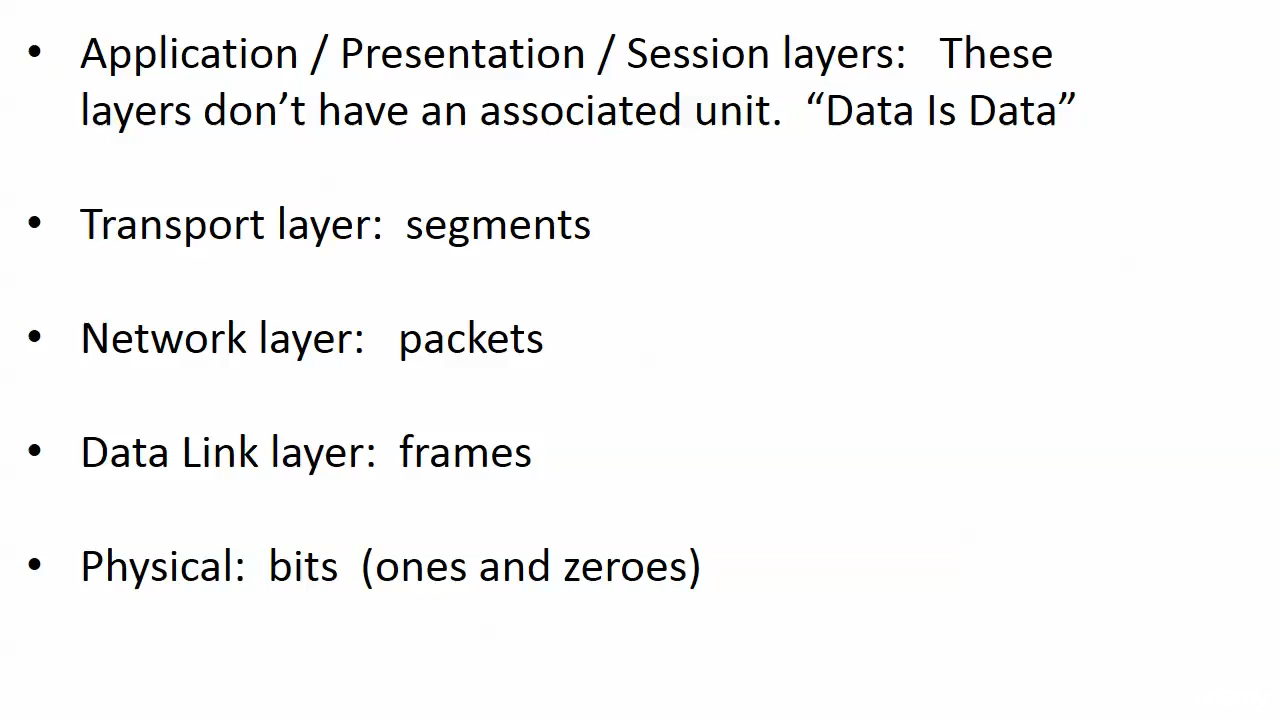 • Application / Presentation / Session layers:   These
layers don’t have an associated unit.  “Data Is Data”
• Transport layer:  segments
• Network layer:   packets
• Data Link layer:  frames
• Physical:  bits  (ones and zeroes)